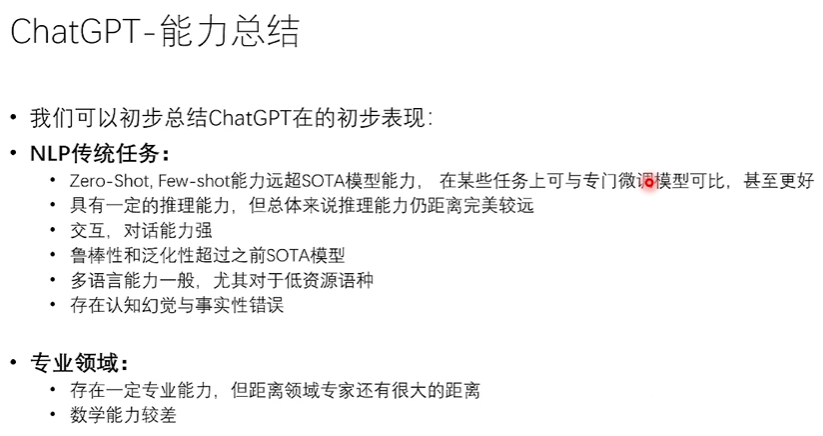 ChatGPT-能力总结
• 我们可以初步总结ChatGPT在的初步表现：
• NLP传统任务：
• Zero-Shot, Few-shot能力远超SOTA模型能力， 在某些任务上可与专门微调模型可比，甚至更好
• 具有一定的推理能力，但总体来说推理能力仍距离完美较远
• 交互，对话能力强
• 鲁棒性和泛化性超过之前SOTA模型
• 多语言能力一般，尤其对于低资源语种
• 存在认知幻觉与事实性错误
• 专业领域：
• 存在一定专业能力，但距离领域专家还有很大的距离
• 数学能力较差